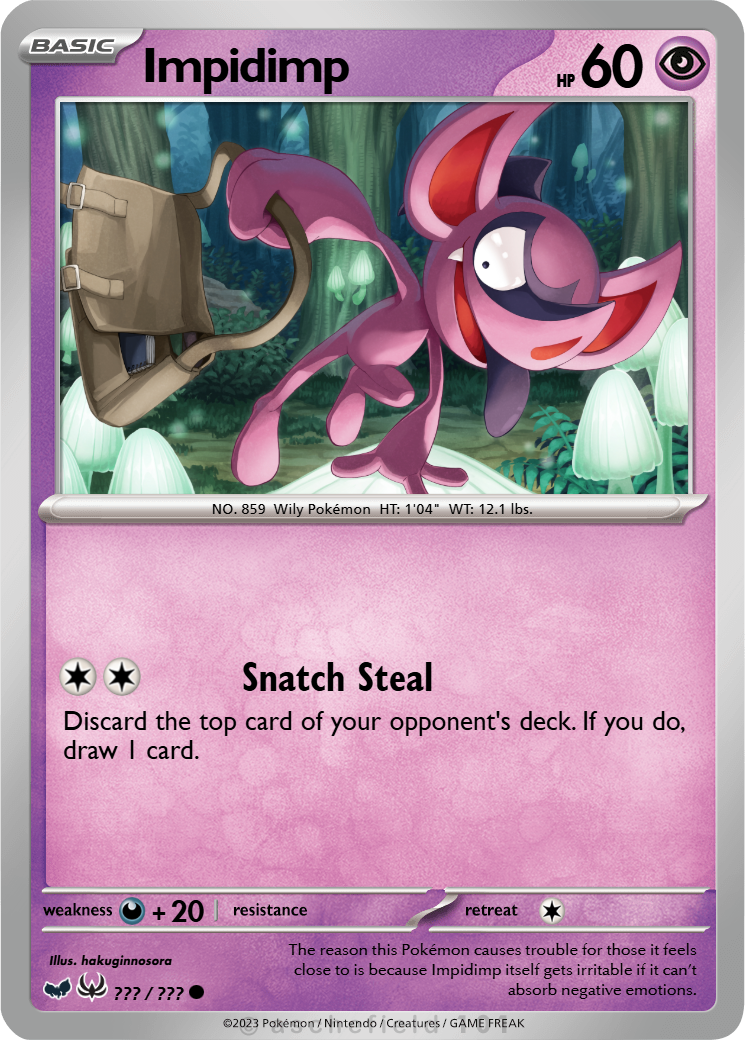 BASIC Impidimp HP 60
NO. 859 Wily Pokémon HT: 1'04" WT: 12.1 lbs.
Snatch Steal
Discard the top card of your opponent's deck. If you do,
draw 1 card.
weakness + 20 resistance retreat
Illus. hakuginnosora
??? / ???
The reason this Pokémon causes trouble for those it feels
close to is because Impidimp itself gets irritable if it can't
absorb negative emotions.
©2023 Pokémon / Nintendo / Creatures / GAME FREAK